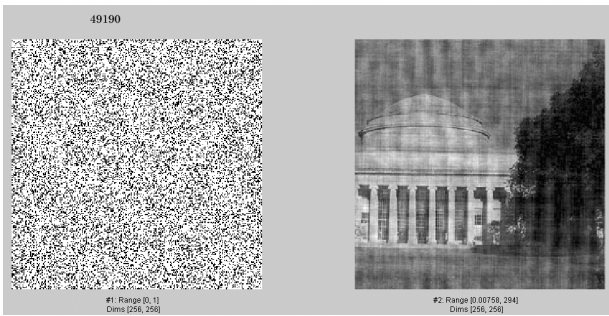 49190
#1: Range [0, 1]
Dims [256, 256]
#2: Range [0.00758, 294]
Dims [256, 256]